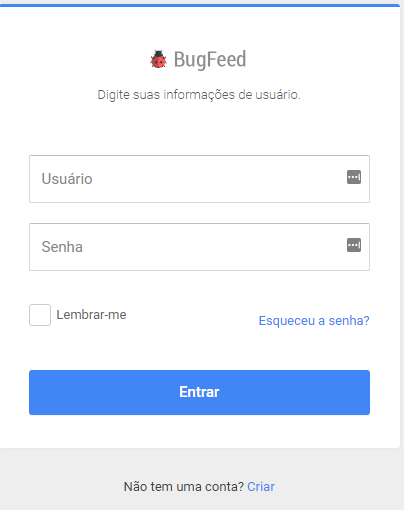 BugFeed
Digite suas informações de usuário.
Usuário
Senha
Lembrar-me
Esqueceu a senha?
Entrar
Não tem uma conta? Criar